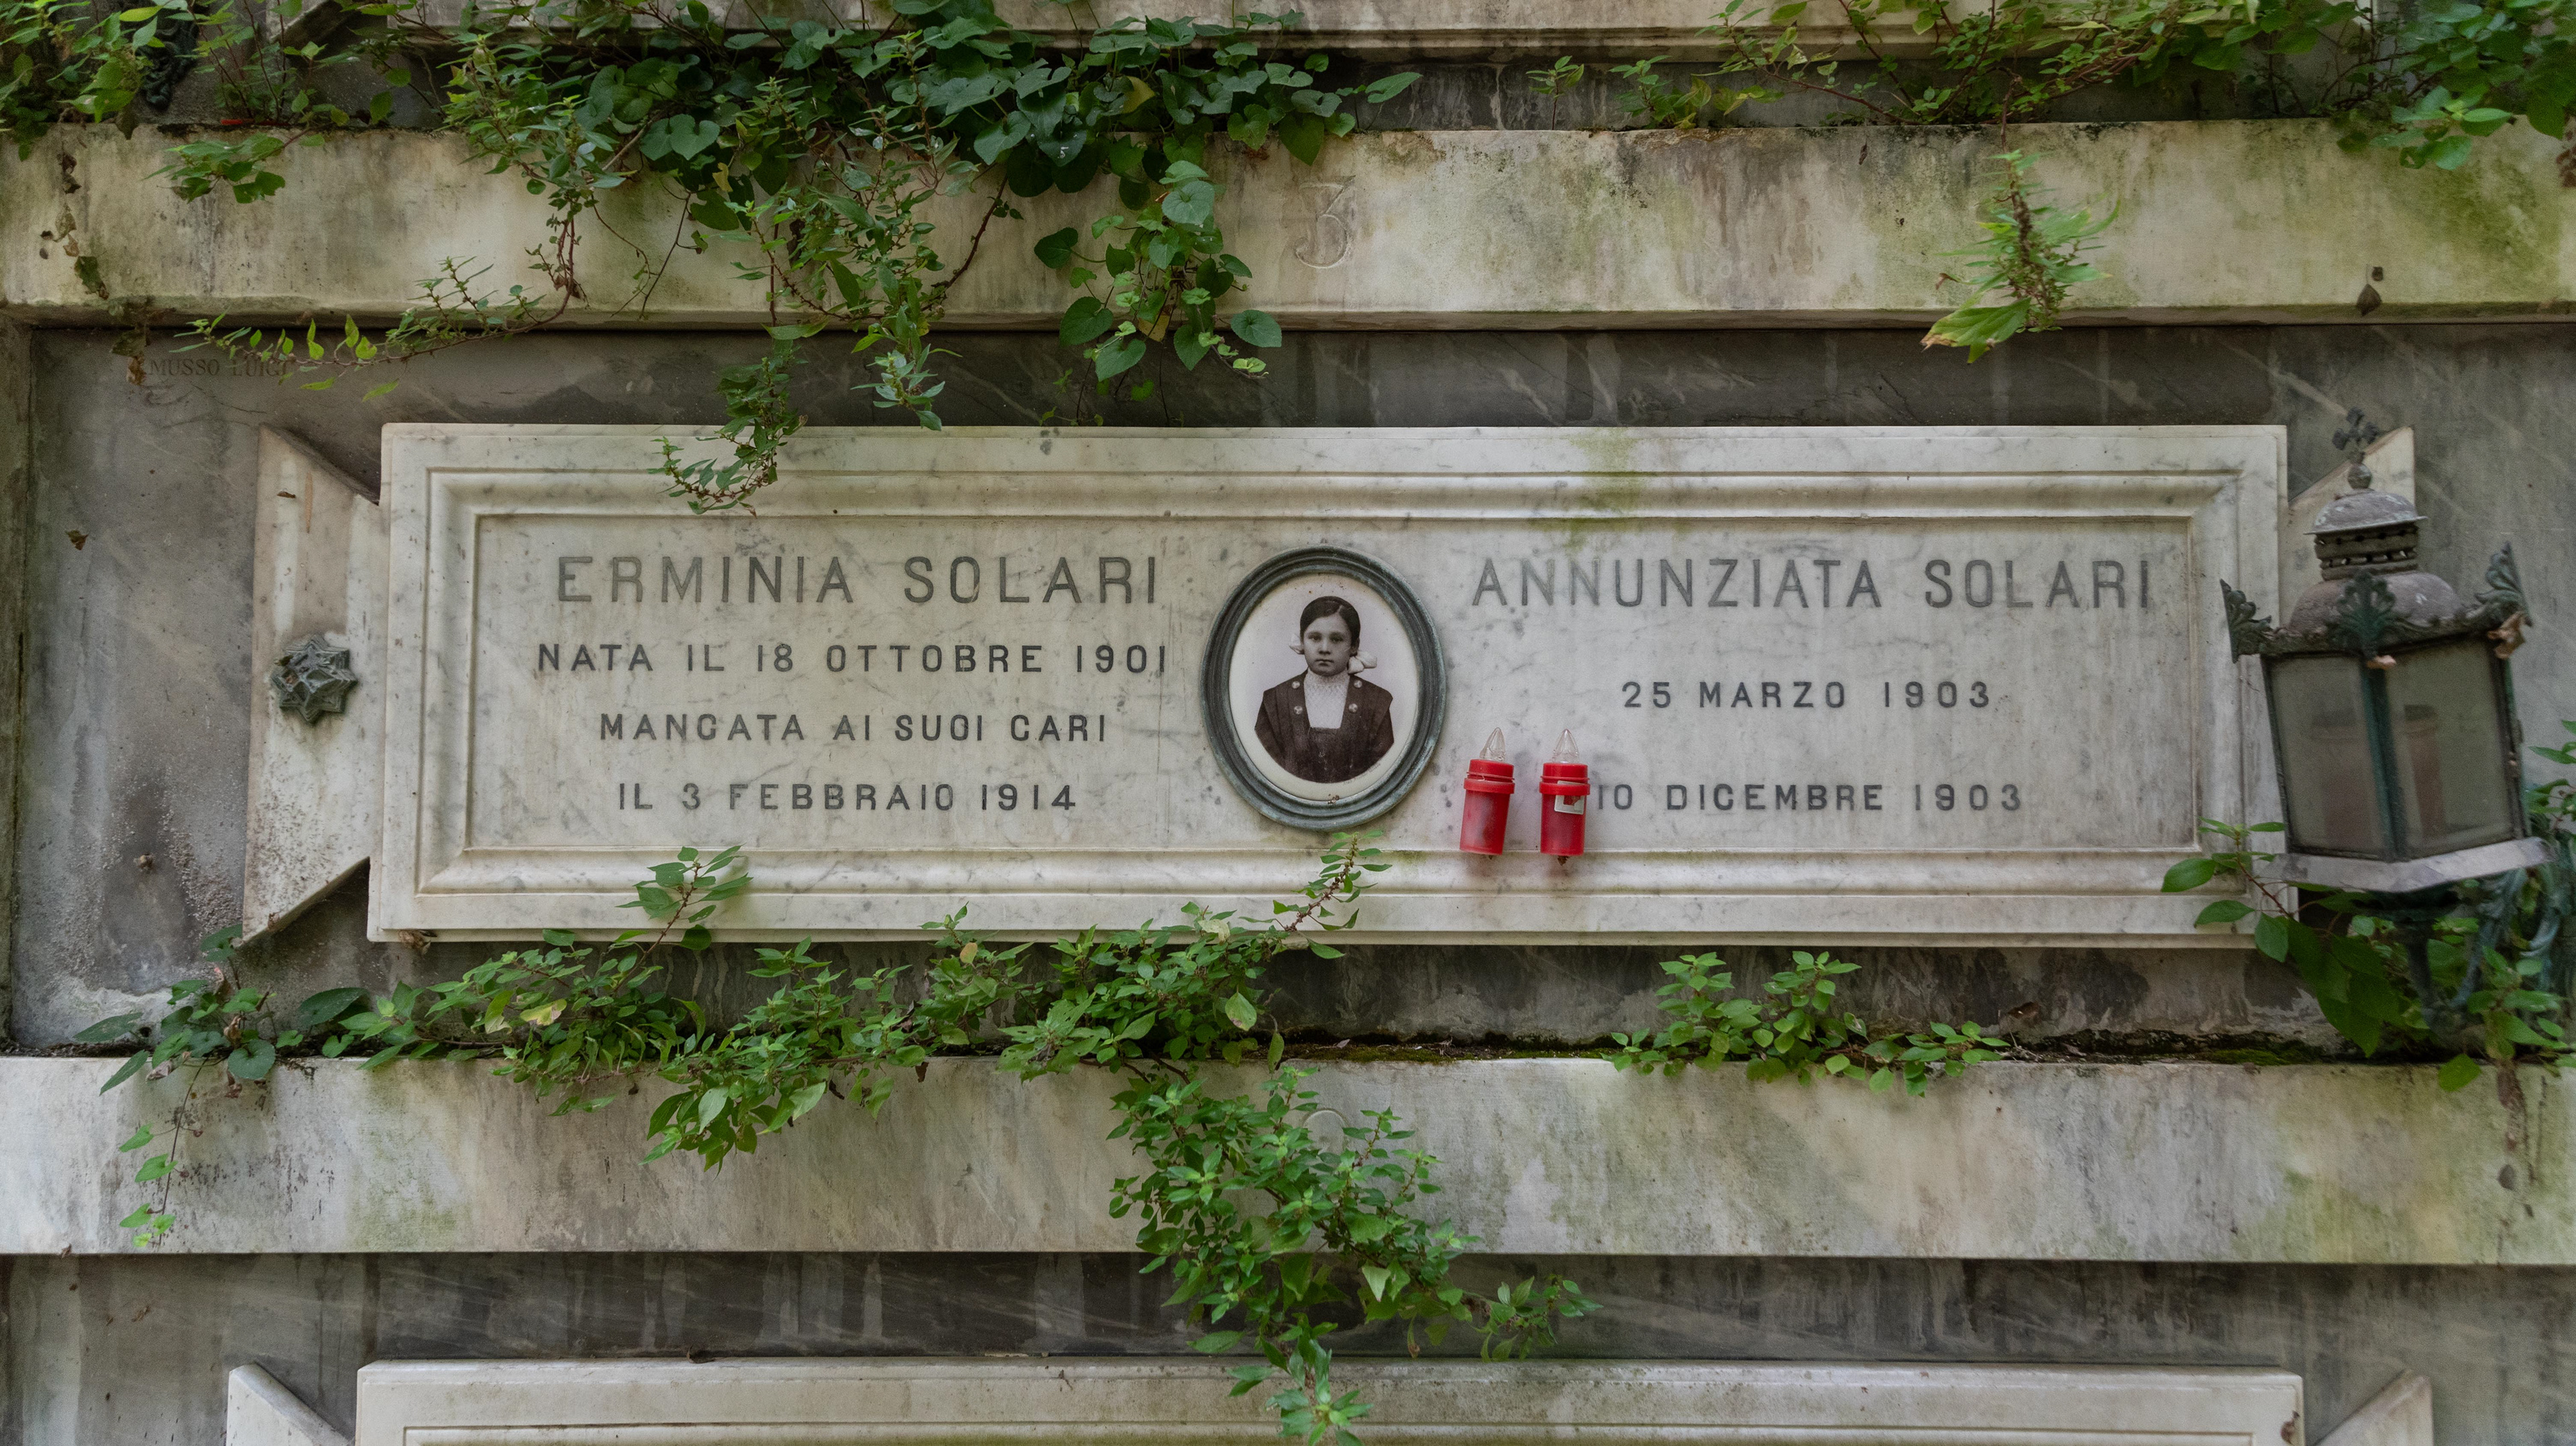 3
MUSSO LUIGI
ERMINIA SOLARI
NATA IL 18 OTTOBRE 1901
MANCATA AI SUOI CARI
IL 3 FEBBRAIO 1914
ANNUNZIATA SOLARI
25 MARZO 1903
10 DICEMBRE 1903